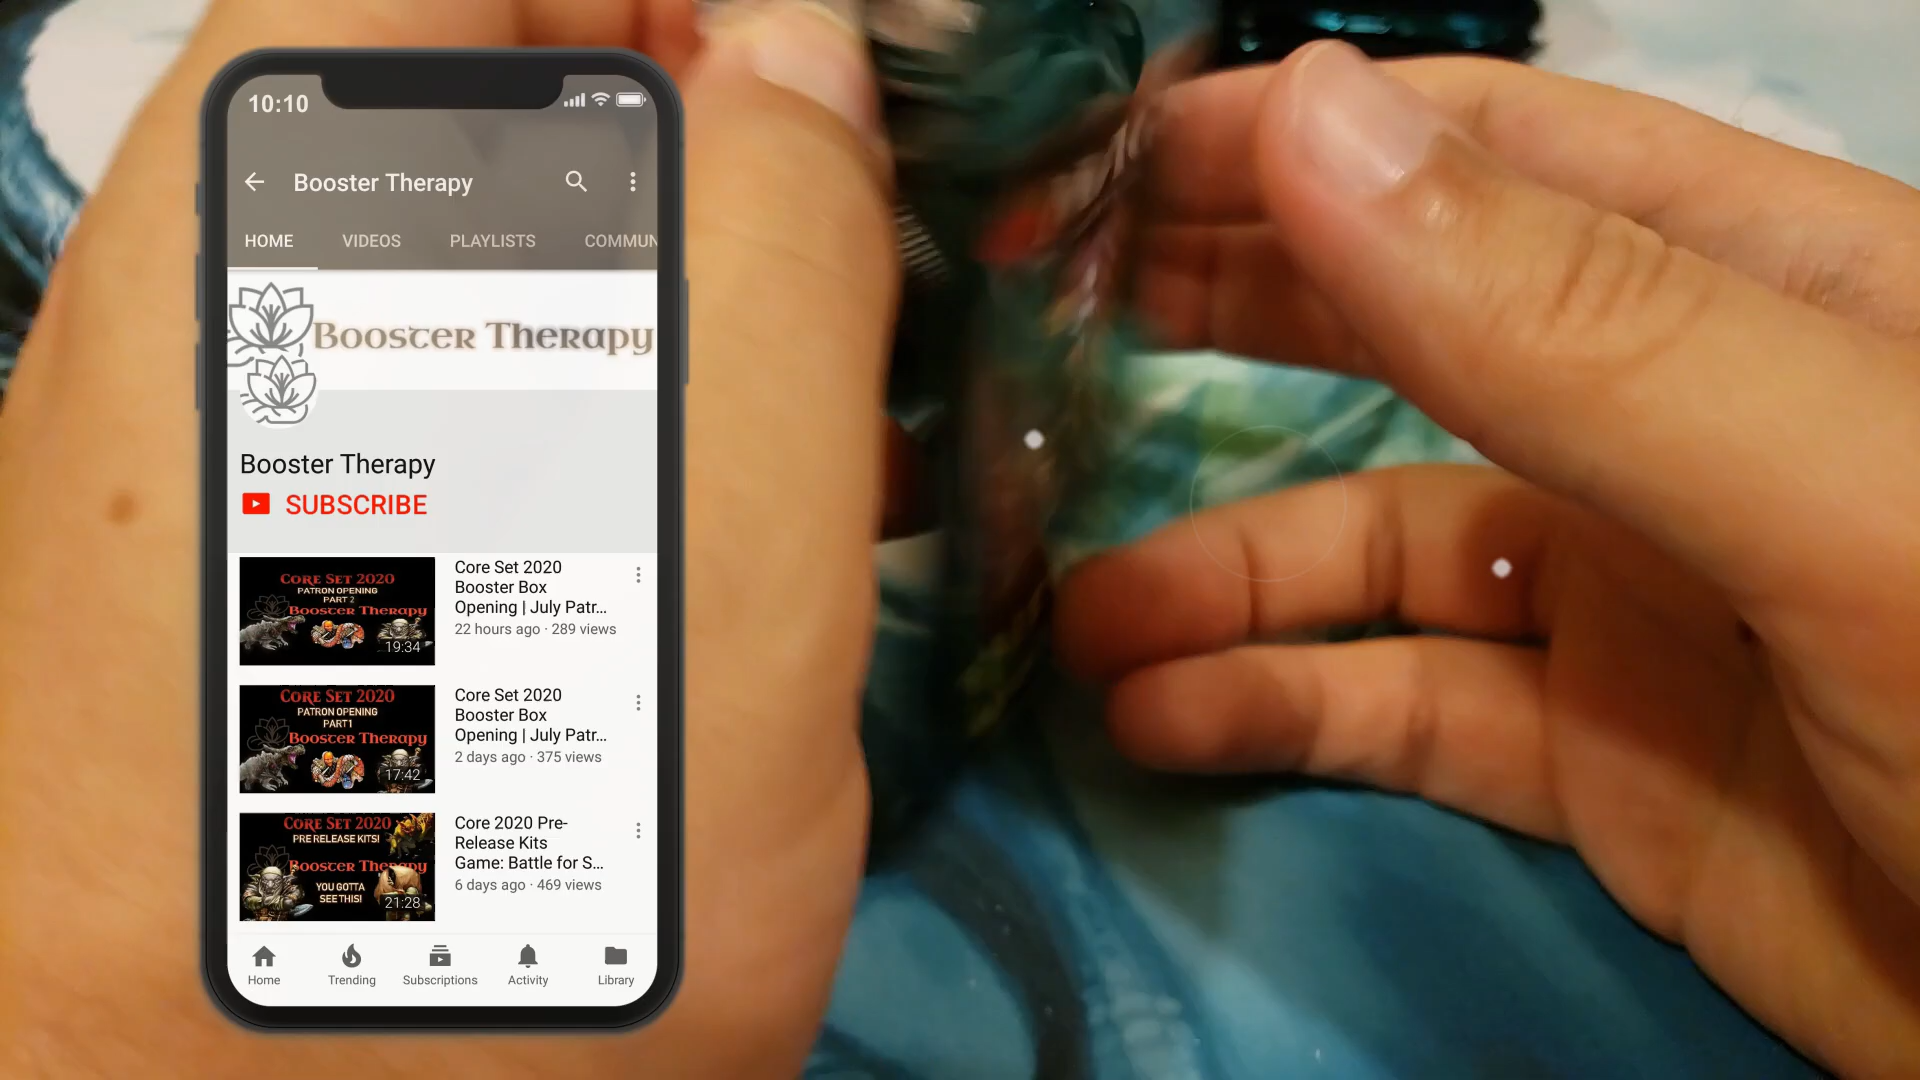 10:10
Booster Therapy
HOME VIDEOS PLAYLISTS COMMUN
Booster Therapy
Booster Therapy
SUBSCRIBE
CORE SET 2020
PATRON OPENING
PART 2
BOOSTER THERAPY
19:34
Core Set 2020
Booster Box
Opening | July Patr...
22 hours ago · 289 views
CORE SET 2020
PATRON OPENING
PART 1
BOOSTER THERAPY
17:42
Core Set 2020
Booster Box
Opening | July Patr...
2 days ago · 375 views
CORE SET 2020
PRE RELEASE KITS!
BOOSTER THERAPY
YOU GOTTA
SEE THIS!
21:28
Core 2020 Pre-
Release Kits
Game: Battle for S...
6 days ago · 469 views
Home Trending Subscriptions Activity Library